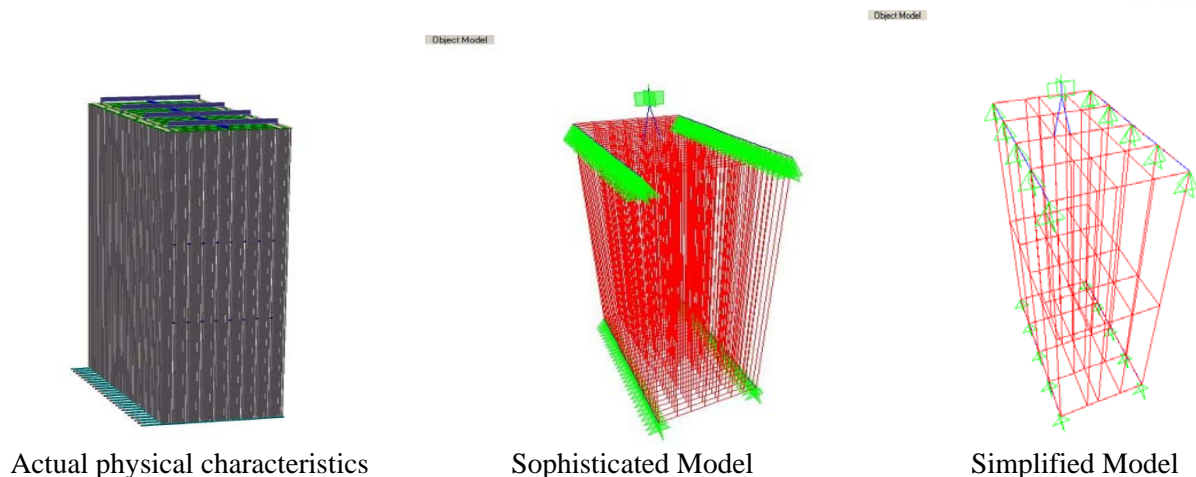 Object Model
Object Model
Actual physical characteristics
Sophisticated Model
Simplified Model